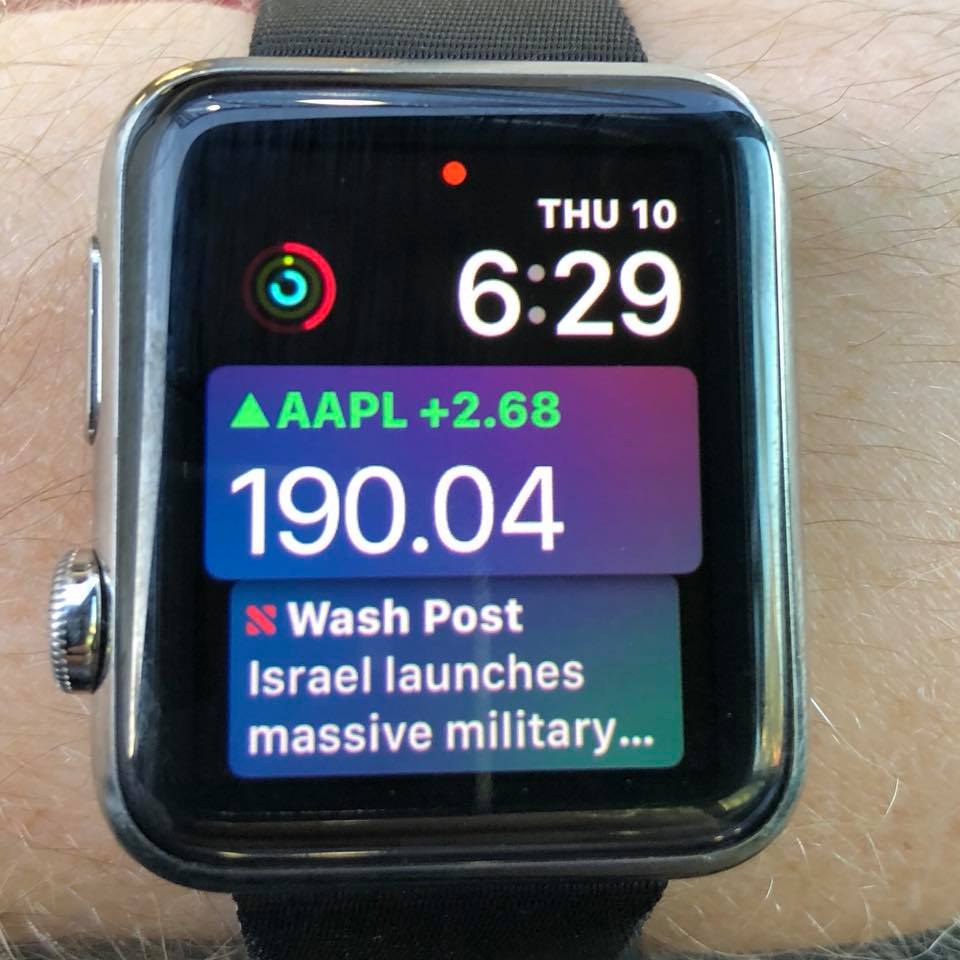 THU 10
6:29
▲AAPL +2.68
190.04
Wash Post
Israel launches
massive military...